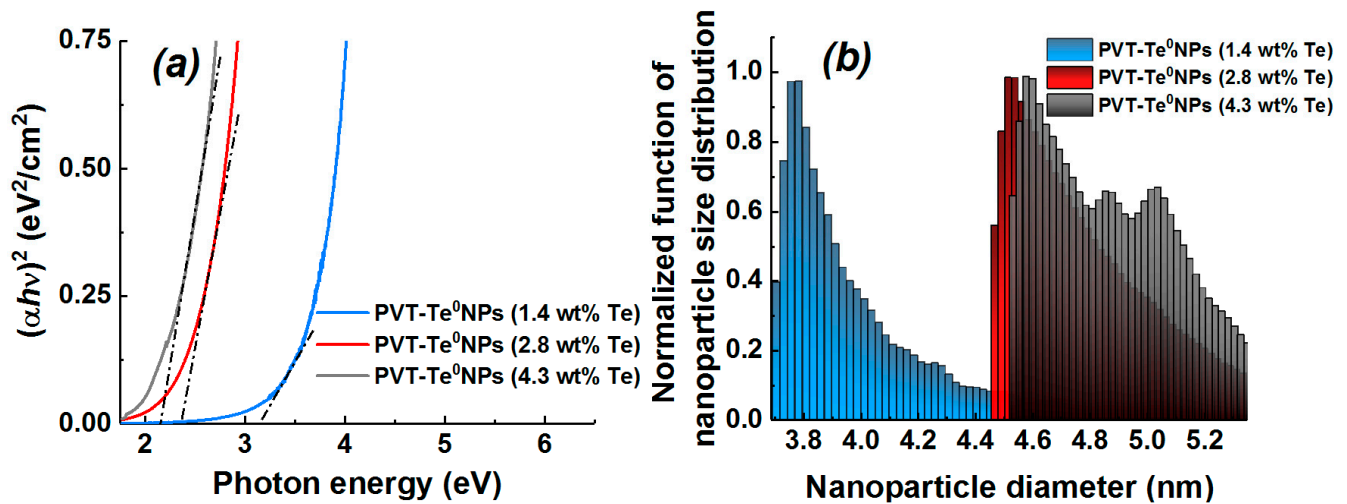 (a)
0.75
0.50
0.25
0.00
(αhν)² (eV²/cm²)
PVT-Te⁰NPs (1.4 wt% Te)
PVT-Te⁰NPs (2.8 wt% Te)
PVT-Te⁰NPs (4.3 wt% Te)
2 3 4 5 6
Photon energy (eV)
(b)
Normalized function of
nanoparticle size distribution
1.0
0.8
0.6
0.4
0.2
0.0
PVT-Te⁰NPs (1.4 wt% Te)
PVT-Te⁰NPs (2.8 wt% Te)
PVT-Te⁰NPs (4.3 wt% Te)
3.8 4.0 4.2 4.4 4.6 4.8 5.0 5.2
Nanoparticle diameter (nm)